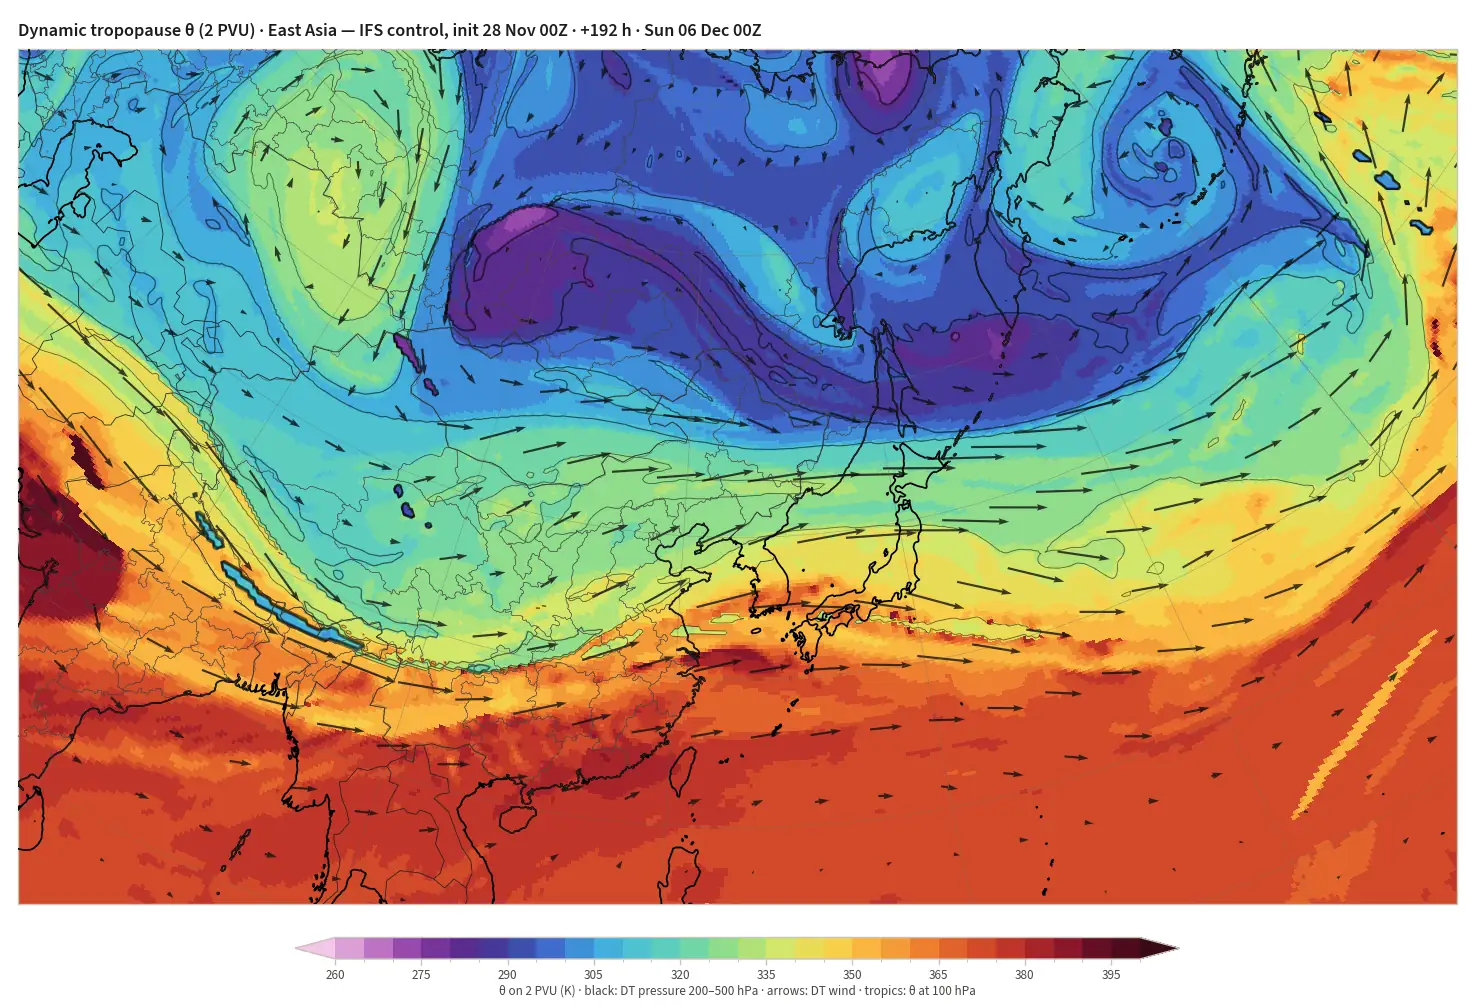 Dynamic tropopause θ (2 PVU) · East Asia — IFS control, init 28 Nov 00Z · +192 h · Sun 06 Dec 00Z
260 275 290 305 320 335 350 365 380 395
θ on 2 PVU (K) · black: DT pressure 200–500 hPa · arrows: DT wind · tropics: θ at 100 hPa